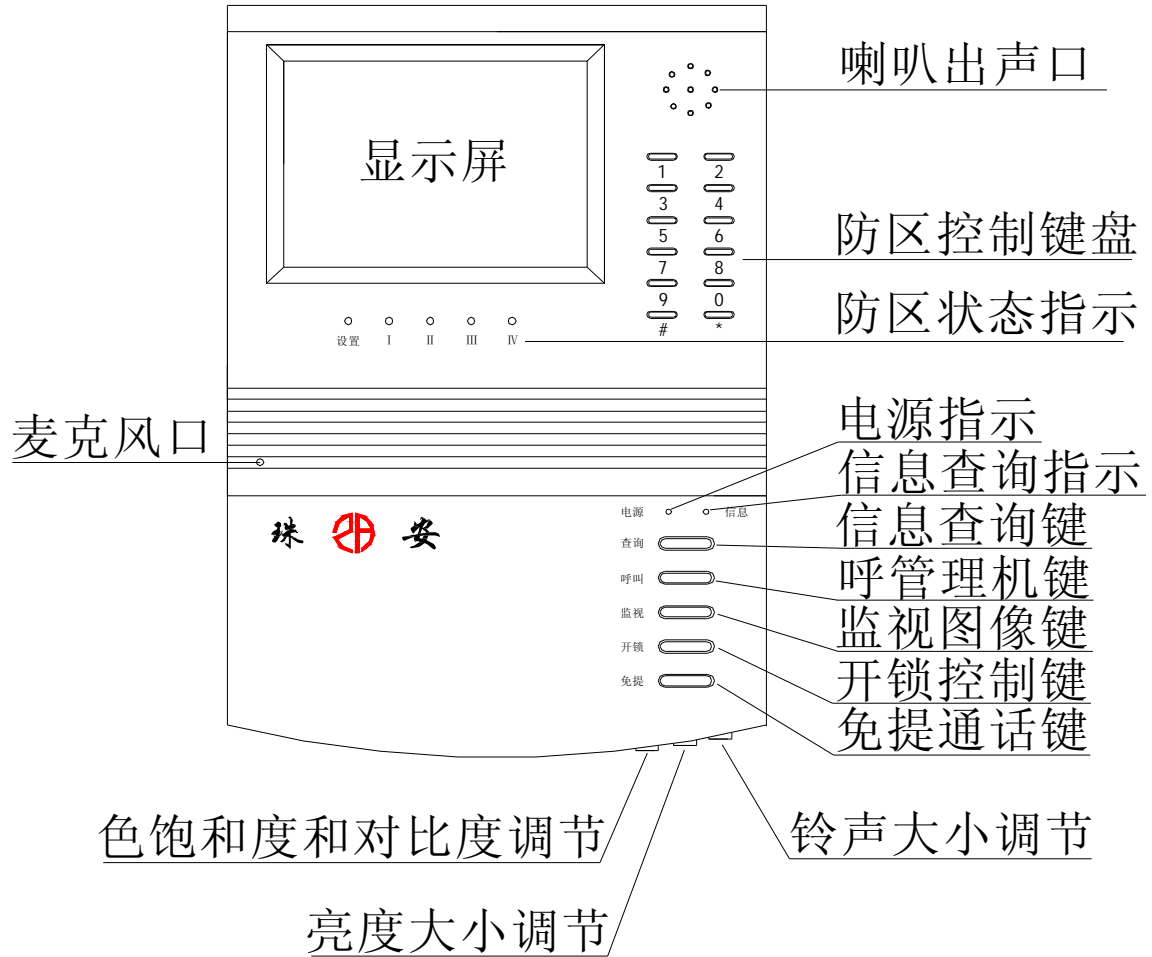 喇叭出声口
显示屏
1 2
3 4
5 6
7 8
9 0
# *
防区控制键盘
防区状态指示
设置 Ⅰ Ⅱ Ⅲ Ⅳ
麦克风口
电源指示
信息查询指示
电源 信息
珠 安
查询
信息查询键
呼叫
呼管理机键
监视
监视图像键
开锁
开锁控制键
免提
免提通话键
色饱和度和对比度调节
铃声大小调节
亮度大小调节